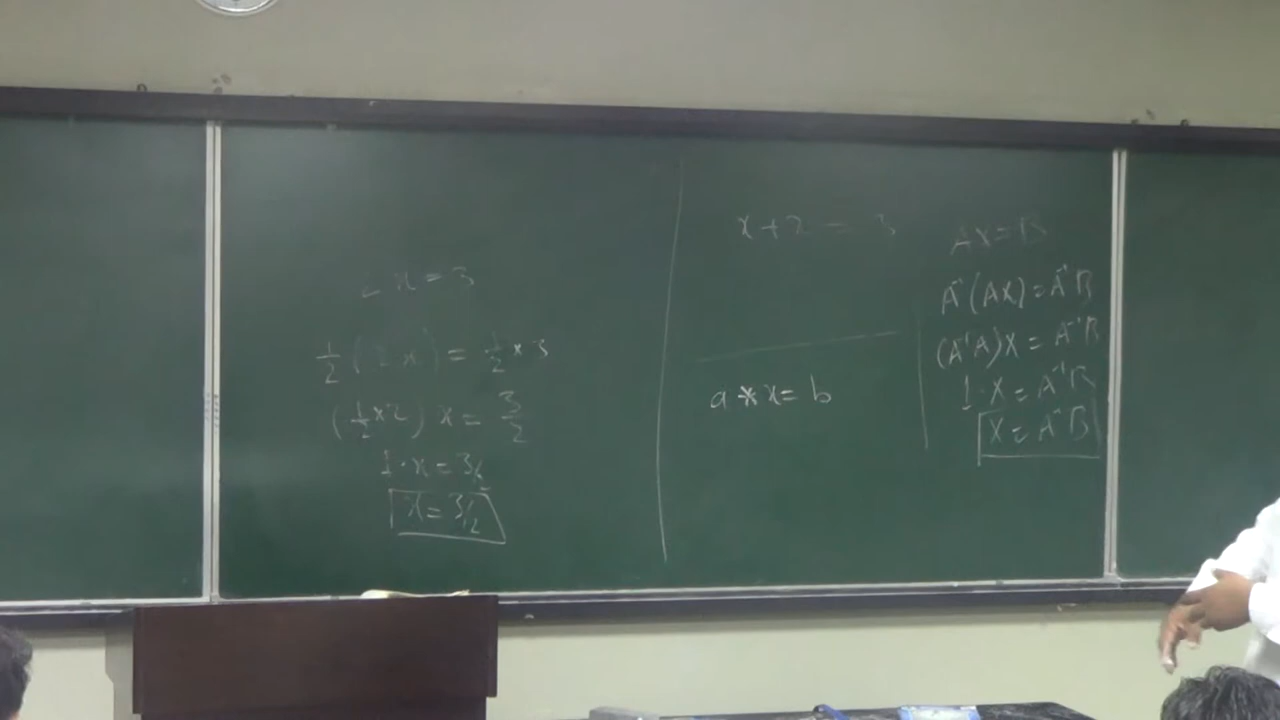 2x = 3
1/2 (2x) = 1/2 × 3
(1/2 × 2) x = 3/2
1 · x = 3/2
x = 3/2
x + 2 = 3
a * x = b
AX = B
A⁻¹(AX) = A⁻¹B
(A⁻¹A)X = A⁻¹B
1 · X = A⁻¹B
X = A⁻¹B